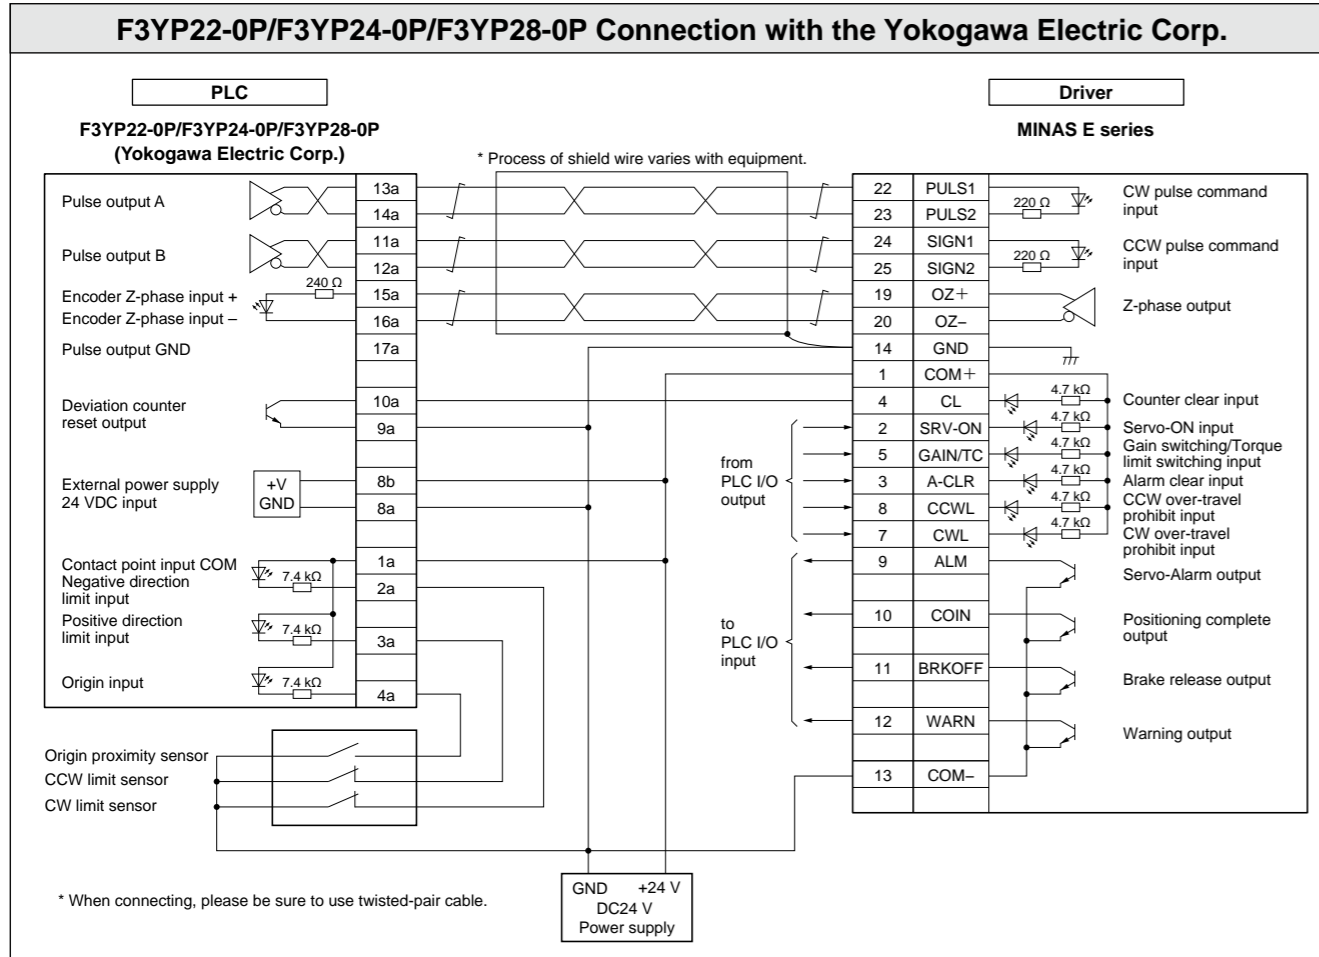 F3YP22-0P/F3YP24-0P/F3YP28-0P Connection with the Yokogawa Electric Corp.
PLC
F3YP22-0P/F3YP24-0P/F3YP28-0P
(Yokogawa Electric Corp.)
* Process of shield wire varies with equipment.
Driver
MINAS E series
Pulse output A
13a
14a
Pulse output B
11a
12a
240 Ω
Encoder Z-phase input +
15a
Encoder Z-phase input –
16a
Pulse output GND
17a
Deviation counter
reset output
10a
9a
External power supply
24 VDC input
+V
GND
8b
8a
Contact point input COM
1a
Negative direction
limit input
7.4 kΩ
2a
Positive direction
limit input
7.4 kΩ
3a
Origin input
7.4 kΩ
4a
Origin proximity sensor
CCW limit sensor
CW limit sensor
from
PLC I/O
output
to
PLC I/O
input
22 PULS1
23 PULS2
220 Ω
CW pulse command
input
24 SIGN1
25 SIGN2
220 Ω
CCW pulse command
input
19 OZ+
20 OZ–
Z-phase output
14 GND
1 COM+
4 CL
4.7 kΩ
Counter clear input
2 SRV-ON
4.7 kΩ
Servo-ON input
5 GAIN/TC
4.7 kΩ
Gain switching/Torque
limit switching input
3 A-CLR
4.7 kΩ
Alarm clear input
8 CCWL
4.7 kΩ
CCW over-travel
prohibit input
7 CWL
4.7 kΩ
CW over-travel
prohibit input
9 ALM
Servo-Alarm output
10 COIN
Positioning complete
output
11 BRKOFF
Brake release output
12 WARN
Warning output
13 COM–
GND +24 V
DC24 V
Power supply
* When connecting, please be sure to use twisted-pair cable.